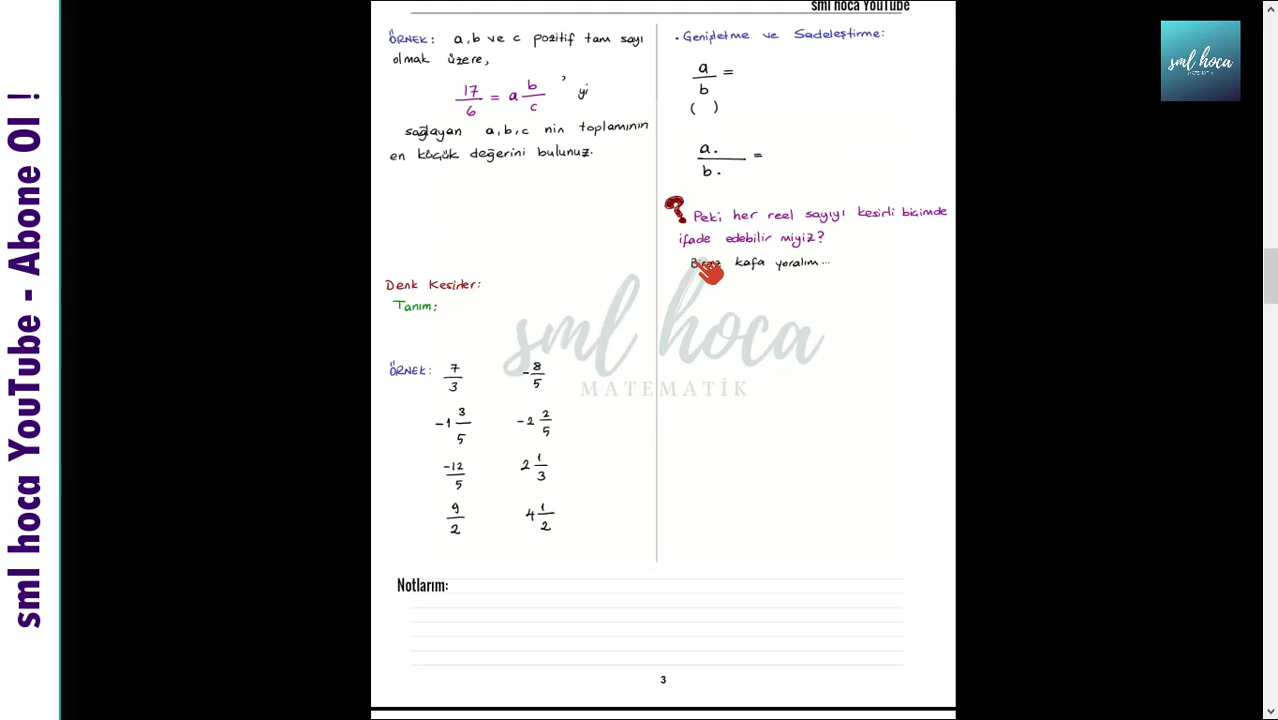 sml hoca YouTube - Abone Ol !
sml hoca YouTube
sml hoca
MATEMATİK
ÖRNEK: a, b ve c pozitif tam sayı
olmak üzere,
17/6 = a b/c 'yi
sağlayan a, b, c nin toplamının
en küçük değerini bulunuz.
Denk Kesirler:
Tanım:
ÖRNEK: 7/3 -8/5
-1 3/5 -2 2/5
-12/5 2 1/3
9/2 4 1/2
. Genişletme ve Sadeleştirme:
a/b =
( )
a. / b. =
? Peki her reel sayıyı kesirli biçimde
ifade edebilir miyiz?
kafa yoralım...
sml hoca
MATEMATİK
Notlarım:
3